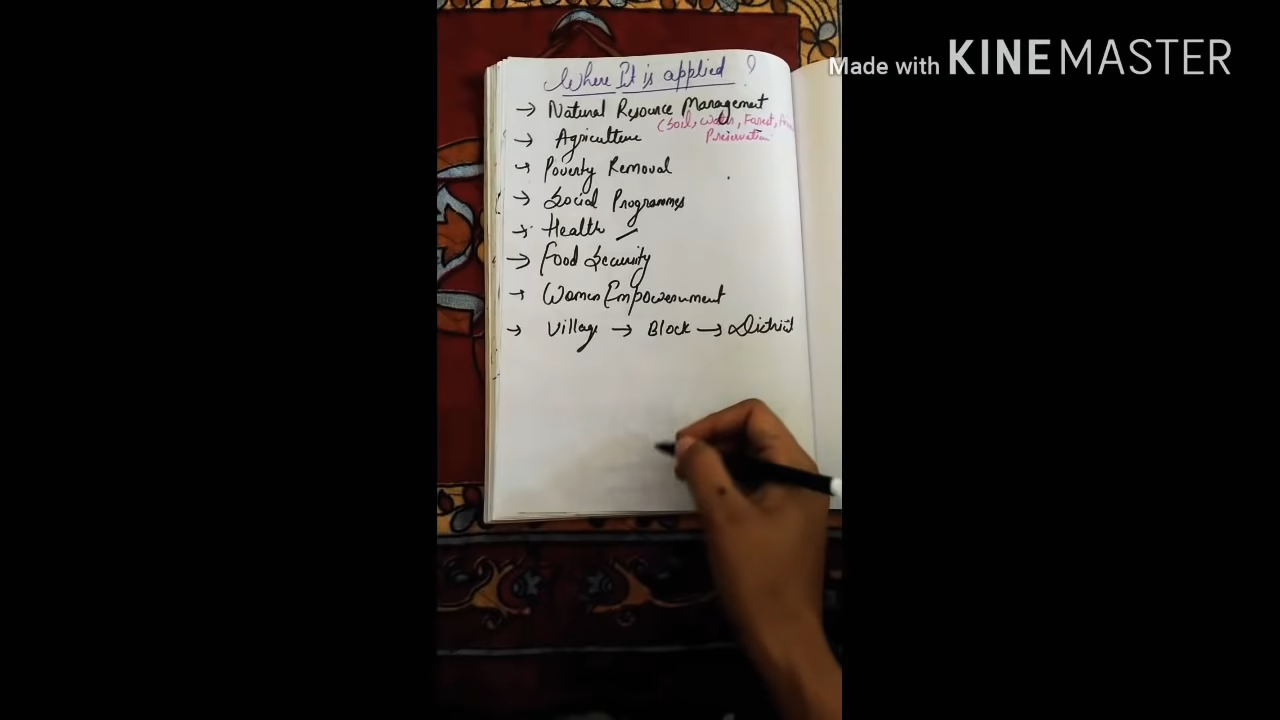 Made with KINEMASTER
Where It is applied ?
→ Natural Resource Management
(Soil, Water, Forest,
→ Agriculture
Preservation
→ Poverty Removal
→ Social Programmes
→ Health
→ Food Security
→ Women Empowerment
→ Village → Block → District